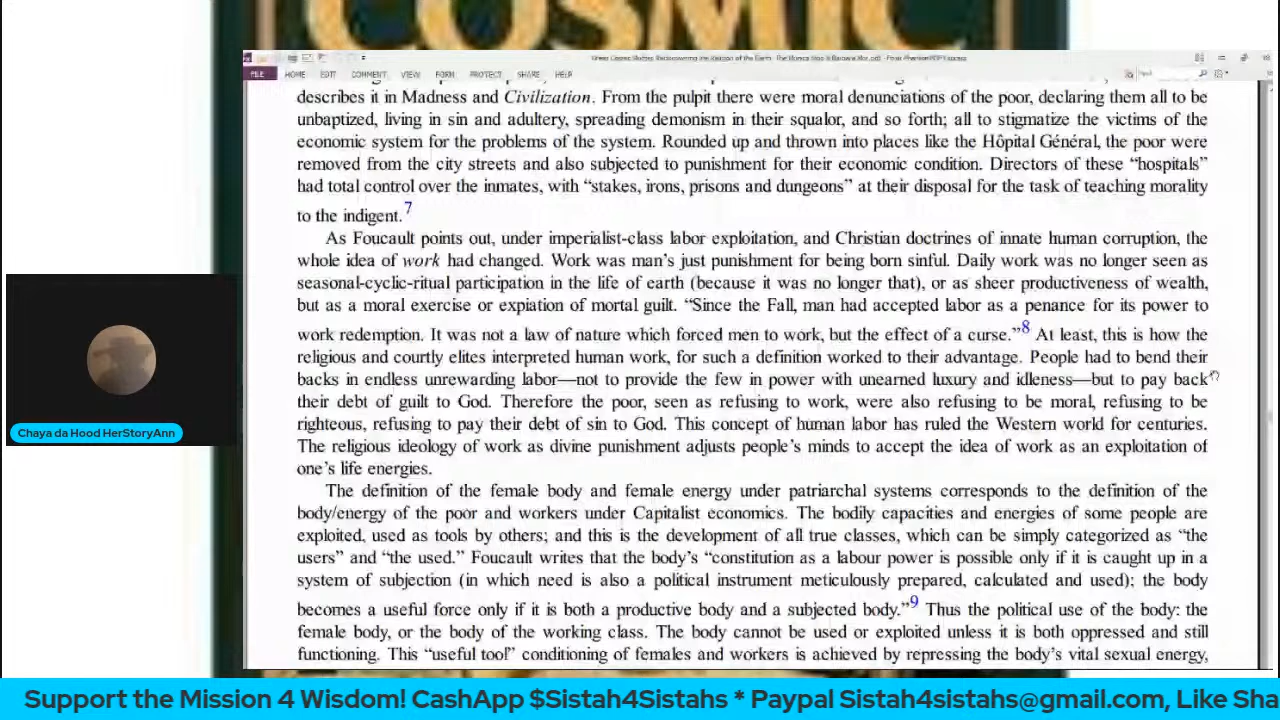 COSMIC
FILE HOME EDIT COMMENT VIEW FORM PROTECT SHARE HELP
describes it in Madness and Civilization. From the pulpit there were moral denunciations of the poor, declaring them all to be
unbaptized, living in sin and adultery, spreading demonism in their squalor, and so forth; all to stigmatize the victims of the
economic system for the problems of the system. Rounded up and thrown into places like the Hôpital Général, the poor were
removed from the city streets and also subjected to punishment for their economic condition. Directors of these “hospitals”
had total control over the inmates, with “stakes, irons, prisons and dungeons” at their disposal for the task of teaching morality
to the indigent.7
As Foucault points out, under imperialist-class labor exploitation, and Christian doctrines of innate human corruption, the
whole idea of work had changed. Work was man’s just punishment for being born sinful. Daily work was no longer seen as
seasonal-cyclic-ritual participation in the life of earth (because it was no longer that), or as sheer productiveness of wealth,
but as a moral exercise or expiation of mortal guilt. “Since the Fall, man had accepted labor as a penance for its power to
work redemption. It was not a law of nature which forced men to work, but the effect of a curse.”8 At least, this is how the
religious and courtly elites interpreted human work, for such a definition worked to their advantage. People had to bend their
backs in endless unrewarding labor—not to provide the few in power with unearned luxury and idleness—but to pay back
their debt of guilt to God. Therefore the poor, seen as refusing to work, were also refusing to be moral, refusing to be
righteous, refusing to pay their debt of sin to God. This concept of human labor has ruled the Western world for centuries.
The religious ideology of work as divine punishment adjusts people’s minds to accept the idea of work as an exploitation of
one’s life energies.
The definition of the female body and female energy under patriarchal systems corresponds to the definition of the
body/energy of the poor and workers under Capitalist economics. The bodily capacities and energies of some people are
exploited, used as tools by others; and this is the development of all true classes, which can be simply categorized as “the
users” and “the used.” Foucault writes that the body’s “constitution as a labour power is possible only if it is caught up in a
system of subjection (in which need is also a political instrument meticulously prepared, calculated and used); the body
becomes a useful force only if it is both a productive body and a subjected body.”9 Thus the political use of the body: the
female body, or the body of the working class. The body cannot be used or exploited unless it is both oppressed and still
functioning. This “useful tool” conditioning of females and workers is achieved by repressing the body’s vital sexual energy,
Chaya da Hood HerStoryAnn
Support the Mission 4 Wisdom! CashApp $Sistah4Sistahs * Paypal Sistah4sistahs@gmail.com, Like Sha